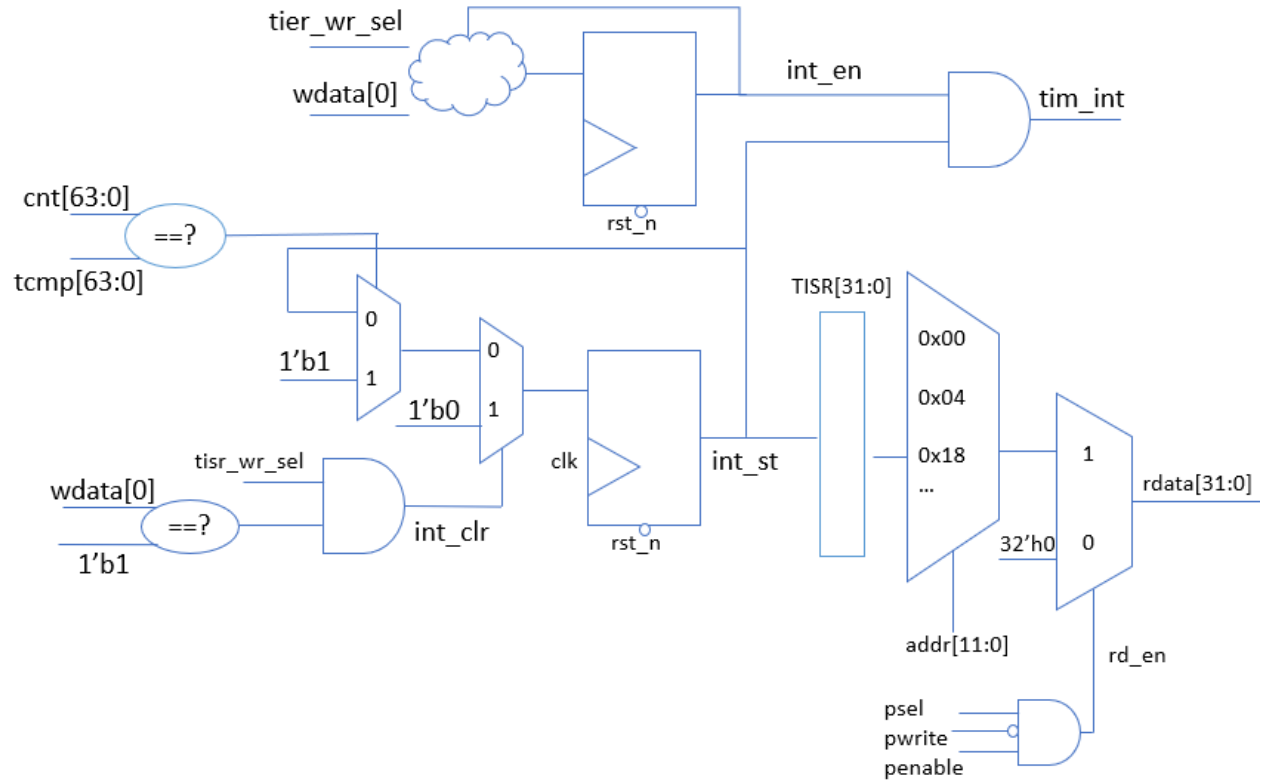 tier_wr_sel
wdata[0]
int_en
tim_int
rst_n
cnt[63:0]
==?
tcmp[63:0]
TISR[31:0]
0
1'b1
1
0
1'b0
1
0x00
0x04
0x18
...
clk
int_st
rst_n
tisr_wr_sel
wdata[0]
==?
1'b1
int_clr
1
rdata[31:0]
32'h0
0
addr[11:0]
rd_en
psel
pwrite
penable